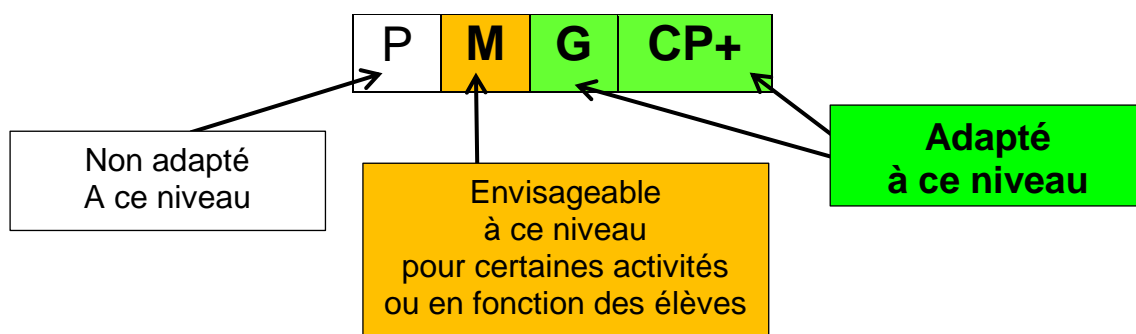 P M G CP+
Non adapté
A ce niveau
Envisageable
à ce niveau
pour certaines activités
ou en fonction des élèves
Adapté
à ce niveau